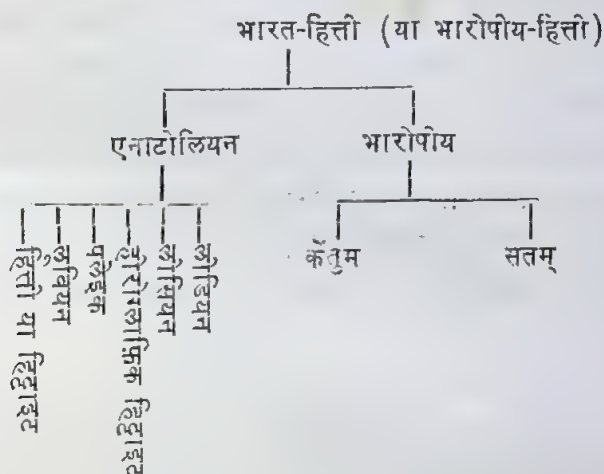 भारत-हित्ती (या भारोपीय-हित्ती)
एनाटोलियन
भारोपीय
हित्ती या हिट्टाइट
लूवियन
पलेइक
हीरोग्लाफ़िक हिट्टाइट
लीसियन
लीडियन
केंतुम
सतम्